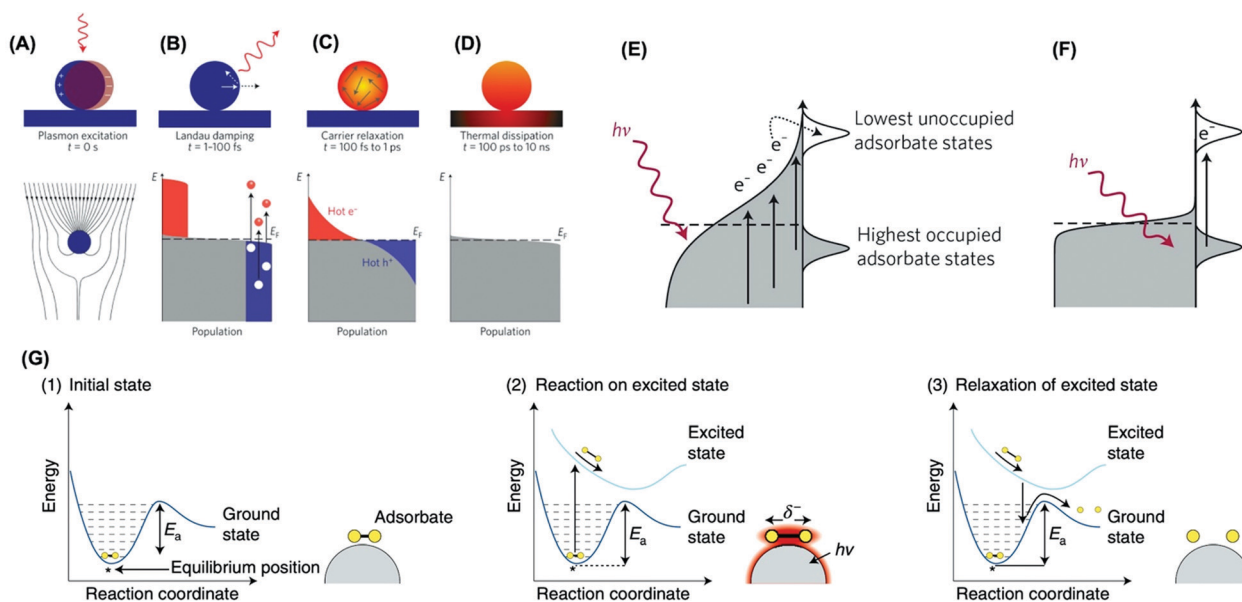 (A)
(B)
(C)
(D)
+
+
+
−
−
−
Plasmon excitation
t = 0 s
Landau damping
t = 1–100 fs
Carrier relaxation
t = 100 fs to 1 ps
Thermal dissipation
t = 100 ps to 10 ns
E
E_F
Population
E
Hot e⁻
E_F
Hot h⁺
Population
E
E_F
Population
(E)
hν
e⁻
e⁻
e⁻
e⁻
Lowest unoccupied
adsorbate states
Highest occupied
adsorbate states
(F)
hν
e⁻
(G)
(1) Initial state
Energy
E_a
Ground
state
Equilibrium position
*
Reaction coordinate
Adsorbate
(2) Reaction on excited state
Energy
Excited
state
E_a
Ground
state
*
Reaction coordinate
δ⁻
hν
(3) Relaxation of excited state
Energy
Excited
state
E_a
Ground
state
*
Reaction coordinate